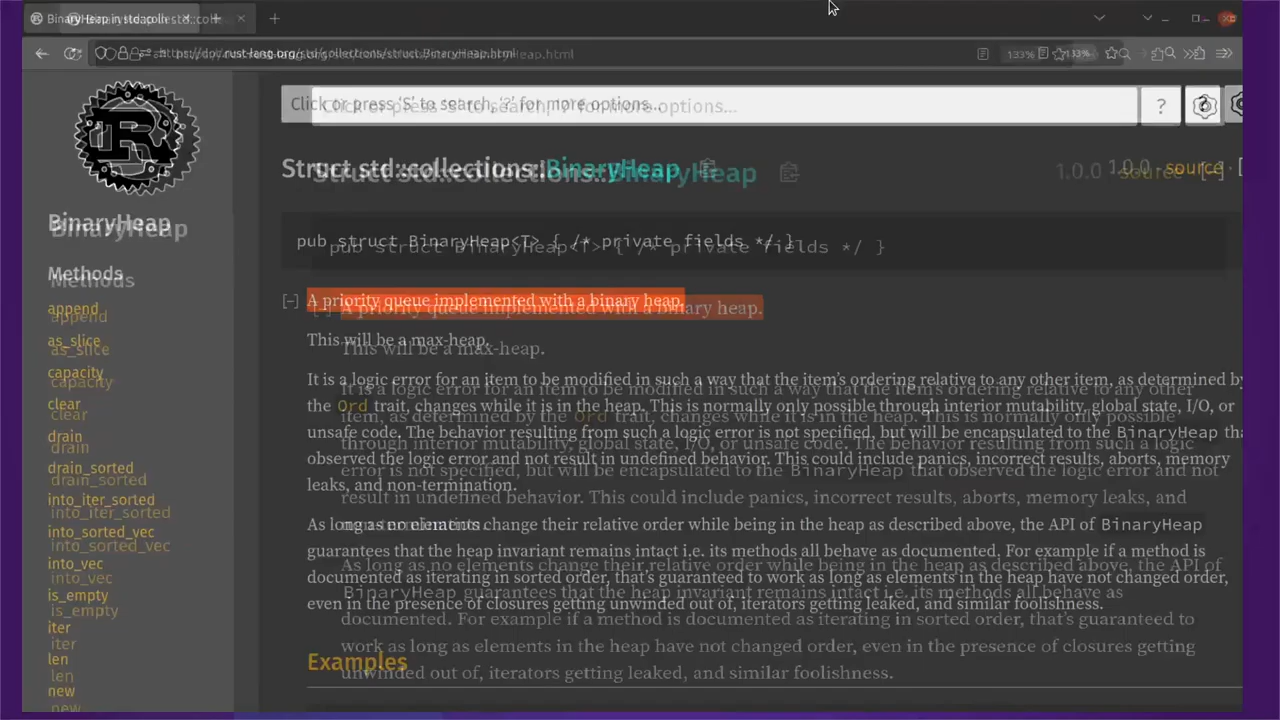 BinaryHeap in std::collections
https://doc.rust-lang.org/std/collections/struct.BinaryHeap.html
133%
Click or press 'S' to search, '?' for more options…
?
Struct std::collections::BinaryHeap
1.0.0 · source · [−]
BinaryHeap
pub struct BinaryHeap<T> { /* private fields */ }
Methods
append
as_slice
capacity
clear
drain
drain_sorted
into_iter_sorted
into_sorted_vec
into_vec
is_empty
iter
len
new
[−] A priority queue implemented with a binary heap.
This will be a max-heap.
It is a logic error for an item to be modified in such a way that the item's ordering relative to any other item, as determined by
the Ord trait, changes while it is in the heap. This is normally only possible through interior mutability, global state, I/O, or
unsafe code. The behavior resulting from such a logic error is not specified, but will be encapsulated to the BinaryHeap that
observed the logic error and not result in undefined behavior. This could include panics, incorrect results, aborts, memory
leaks, and non-termination.
As long as no elements change their relative order while being in the heap as described above, the API of BinaryHeap
guarantees that the heap invariant remains intact i.e. its methods all behave as documented. For example if a method is
documented as iterating in sorted order, that's guaranteed to work as long as elements in the heap have not changed order,
even in the presence of closures getting unwinded out of, iterators getting leaked, and similar foolishness.
Examples